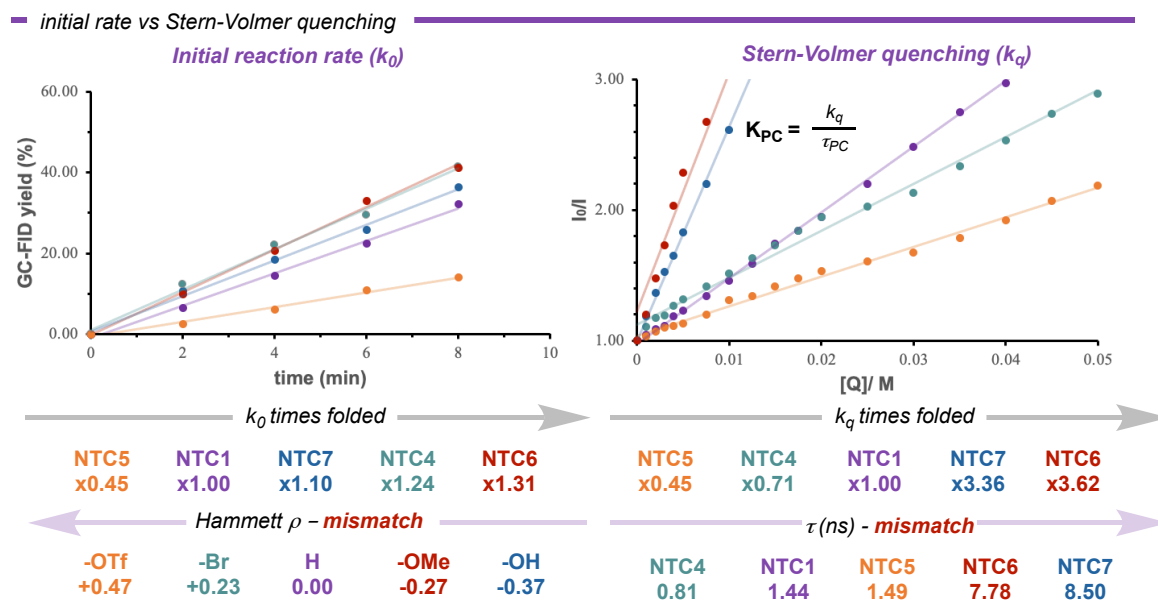 initial rate vs Stern-Volmer quenching
Initial reaction rate (k₀)
60.00
40.00
20.00
0.00
GC-FID yield (%)
0 2 4 6 8 10
time (min)
Stern-Volmer quenching (kq)
3.00
2.00
1.00
I₀/I
K_PC = kq / τ_PC
0 0.01 0.02 0.03 0.04 0.05
[Q]/ M
k₀ times folded
NTC5 NTC1 NTC7 NTC4 NTC6
x0.45 x1.00 x1.10 x1.24 x1.31
Hammett ρ – mismatch
-OTf -Br H -OMe -OH
+0.47 +0.23 0.00 -0.27 -0.37
kq times folded
NTC5 NTC4 NTC1 NTC7 NTC6
x0.45 x0.71 x1.00 x3.36 x3.62
τ (ns) - mismatch
NTC4 NTC1 NTC5 NTC6 NTC7
0.81 1.44 1.49 7.78 8.50